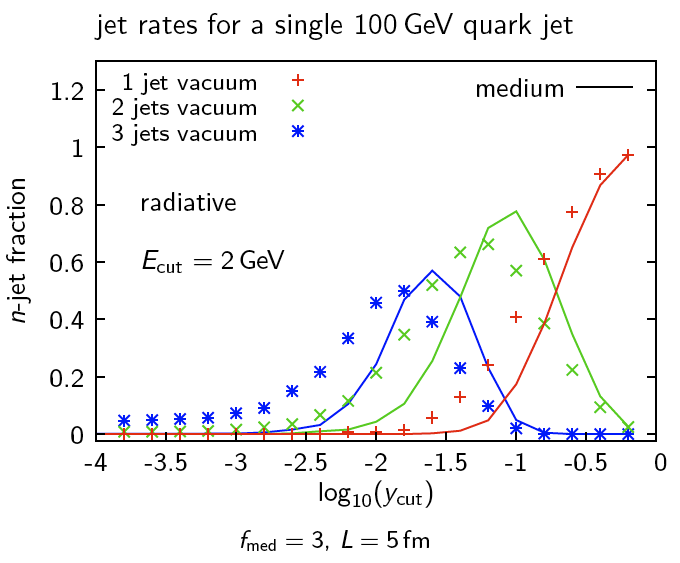 jet rates for a single 100 GeV quark jet
1 jet vacuum
2 jets vacuum
3 jets vacuum
medium
radiative
E_cut = 2 GeV
n-jet fraction
1.2
1
0.8
0.6
0.4
0.2
0
-4 -3.5 -3 -2.5 -2 -1.5 -1 -0.5 0
log₁₀(y_cut)
f_med = 3, L = 5 fm